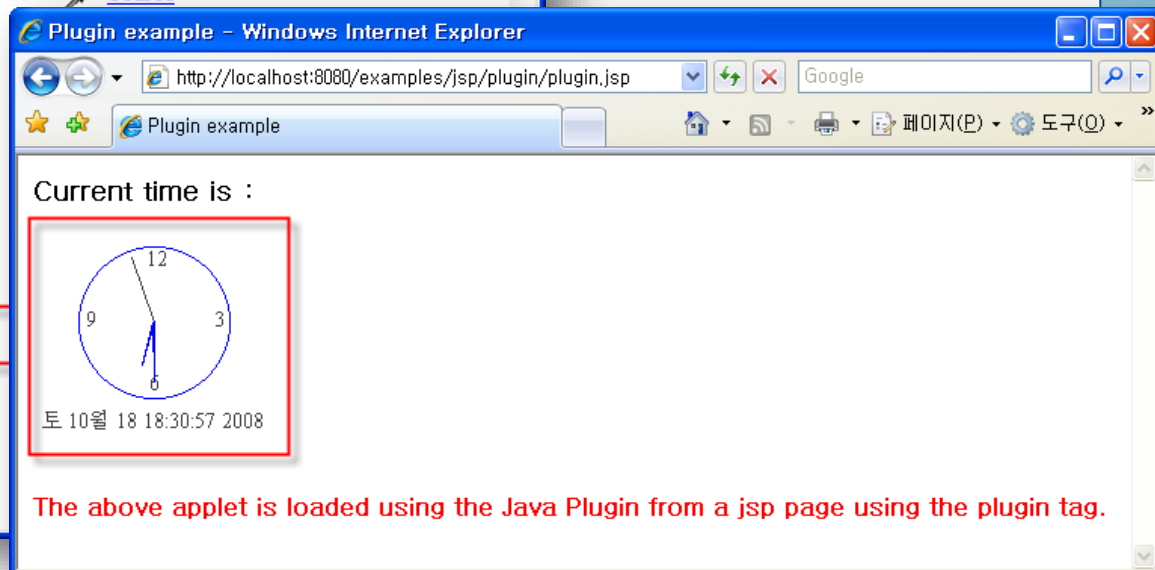 Plugin example - Windows Internet Explorer
http://localhost:8080/examples/jsp/plugin/plugin.jsp
Google
Plugin example
페이지(P)
도구(O)
»
Current time is :
12
9
3
6
토 10월 18 18:30:57 2008
The above applet is loaded using the Java Plugin from a jsp page using the plugin tag.